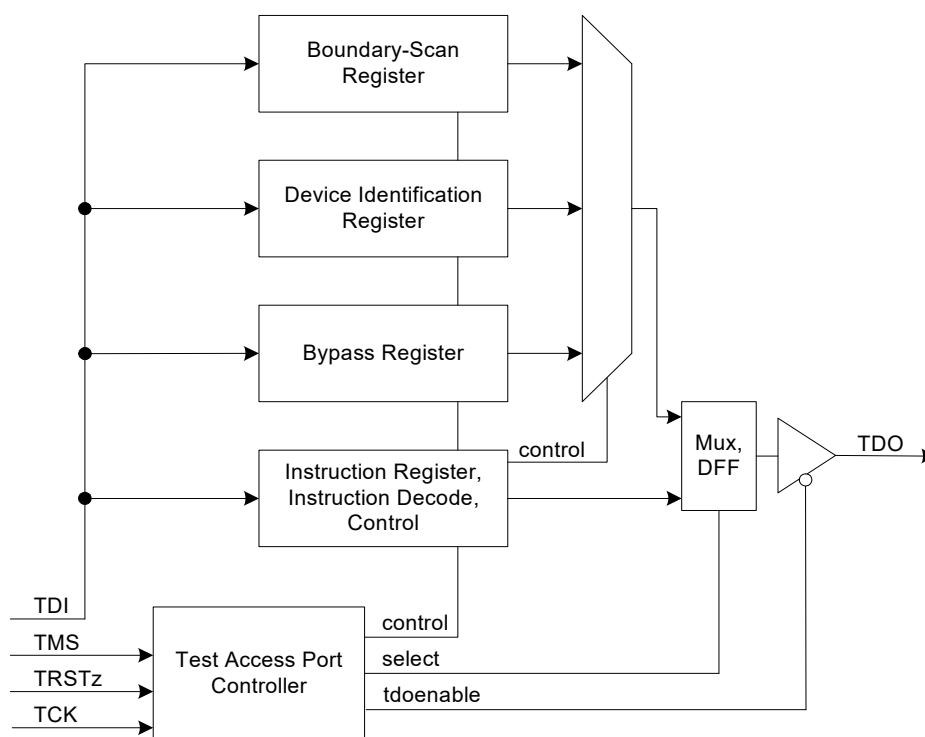 Boundary-Scan
Register
Device Identification
Register
Bypass Register
control
Mux,
DFF
TDO
Instruction Register,
Instruction Decode,
Control
TDI
TMS
TRSTz
TCK
Test Access Port
Controller
control
select
tdoenable